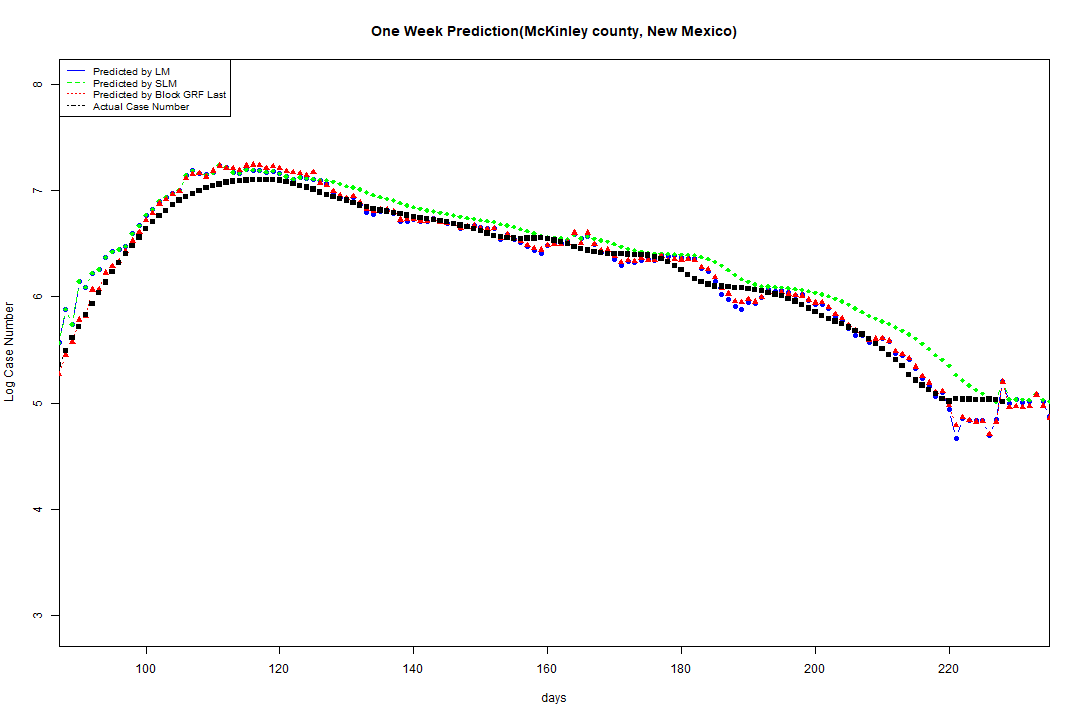 One Week Prediction(McKinley county, New Mexico)
Predicted by LM
Predicted by SLM
Predicted by Block GRF Last
Actual Case Number
8
7
6
5
4
3
Log Case Number
100 120 140 160 180 200 220
days